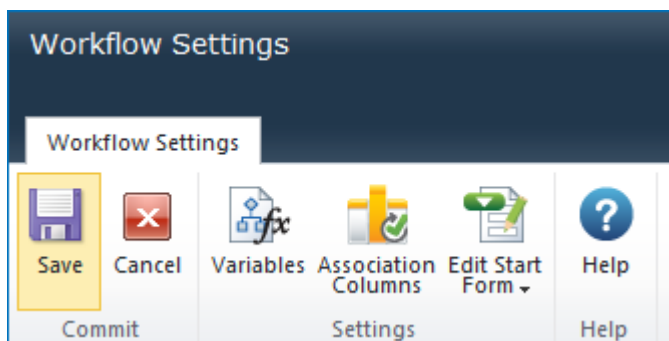 Workflow Settings
Workflow Settings
Save Cancel Variables Association Edit Start Help
Columns Form
Commit Settings Help